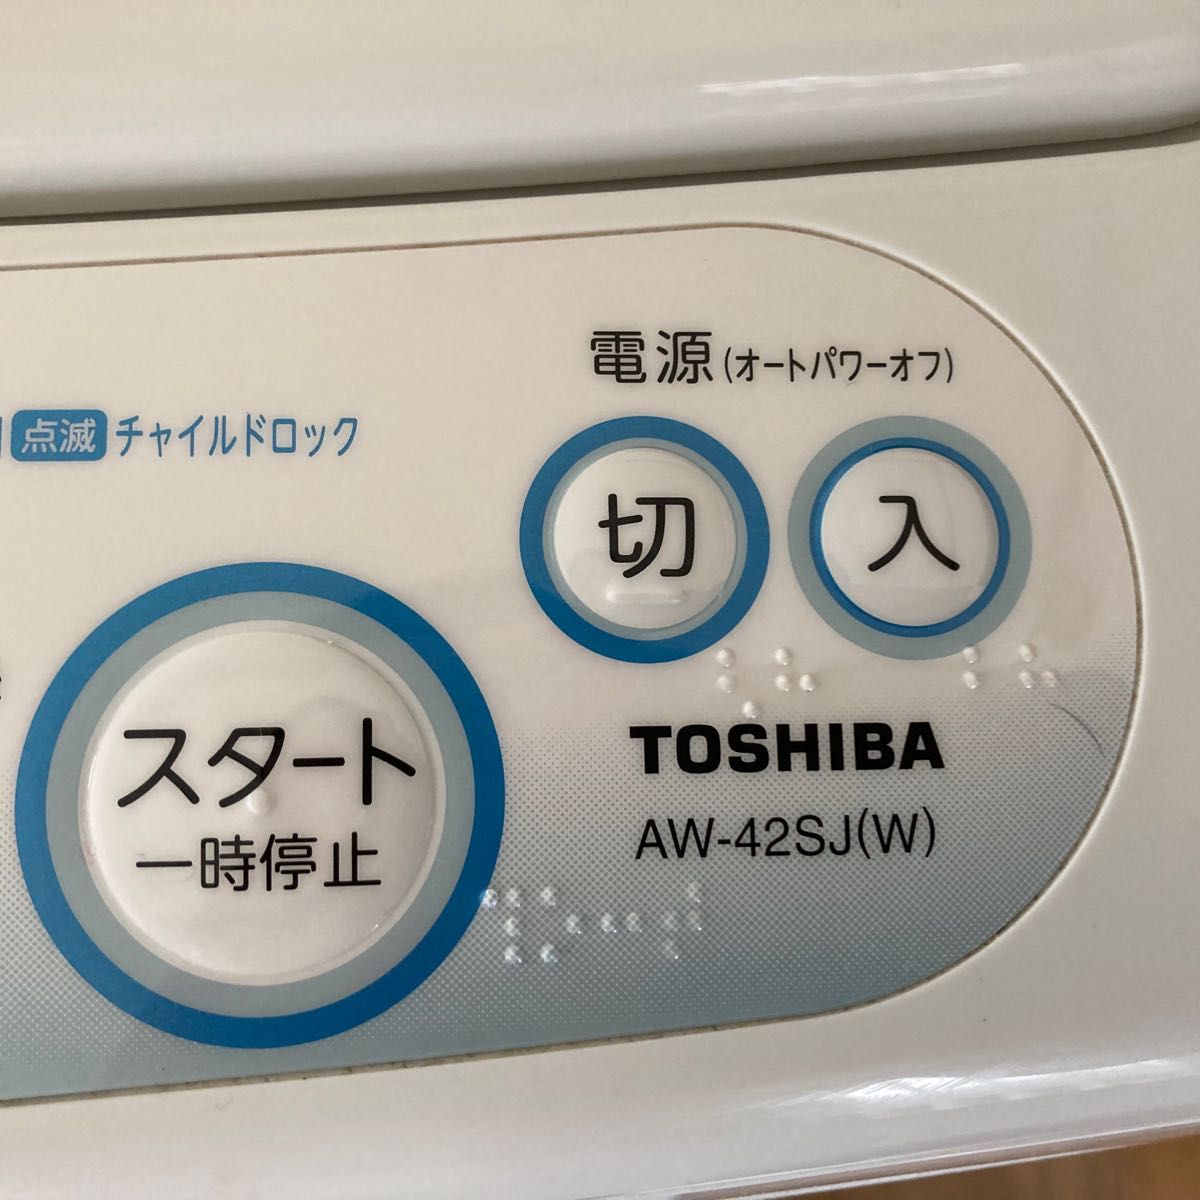 電源(オートパワーオフ)
点滅 チャイルドロック
切 入
スタート
一時停止
TOSHIBA
AW-42SJ(W)